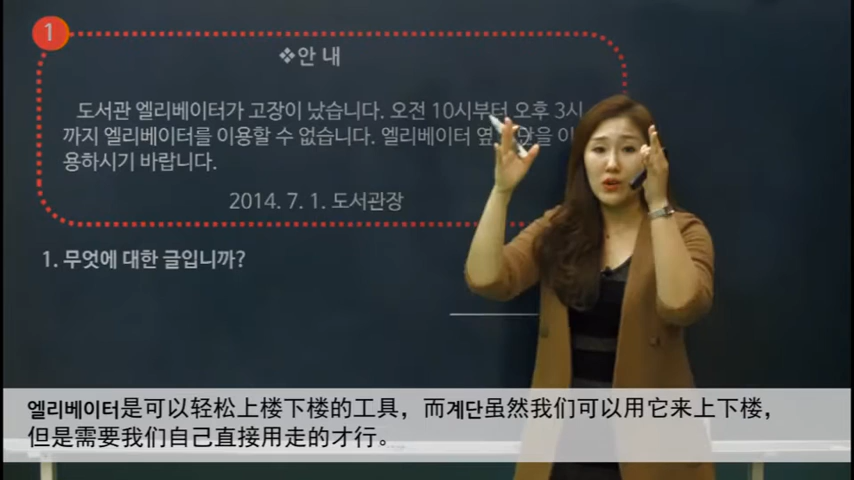 1
❖안 내
도서관 엘리베이터가 고장이 났습니다. 오전 10시부터 오후 3시
까지 엘리베이터를 이용할 수 없습니다. 엘리베이터 옆 을 이
용하시기 바랍니다.
2014. 7. 1. 도서관장
1. 무엇에 대한 글입니까?
엘리베이터是可以轻松上楼下楼的工具，而계단虽然我们可以用它来上下楼，
但是需要我们自己直接用走的才行。